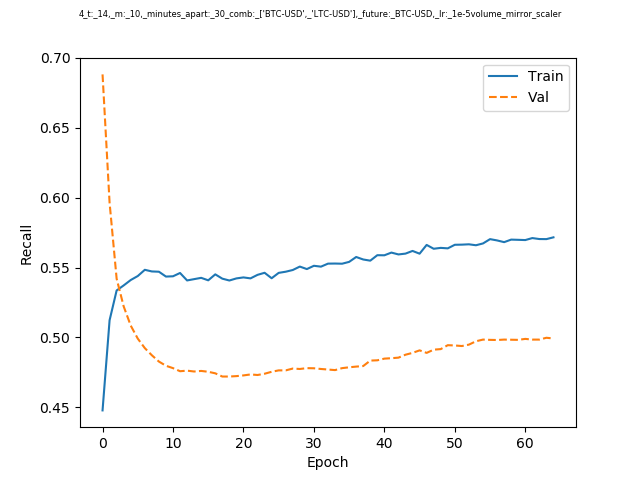 4_t:_14,_m:_10,_minutes_apart:_30_comb:_['BTC-USD',_'LTC-USD'],_future:_BTC-USD,_lr:_1e-5volume_mirror_scaler
0.70
0.65
0.60
0.55
0.50
0.45
Recall
Train
Val
0 10 20 30 40 50 60
Epoch